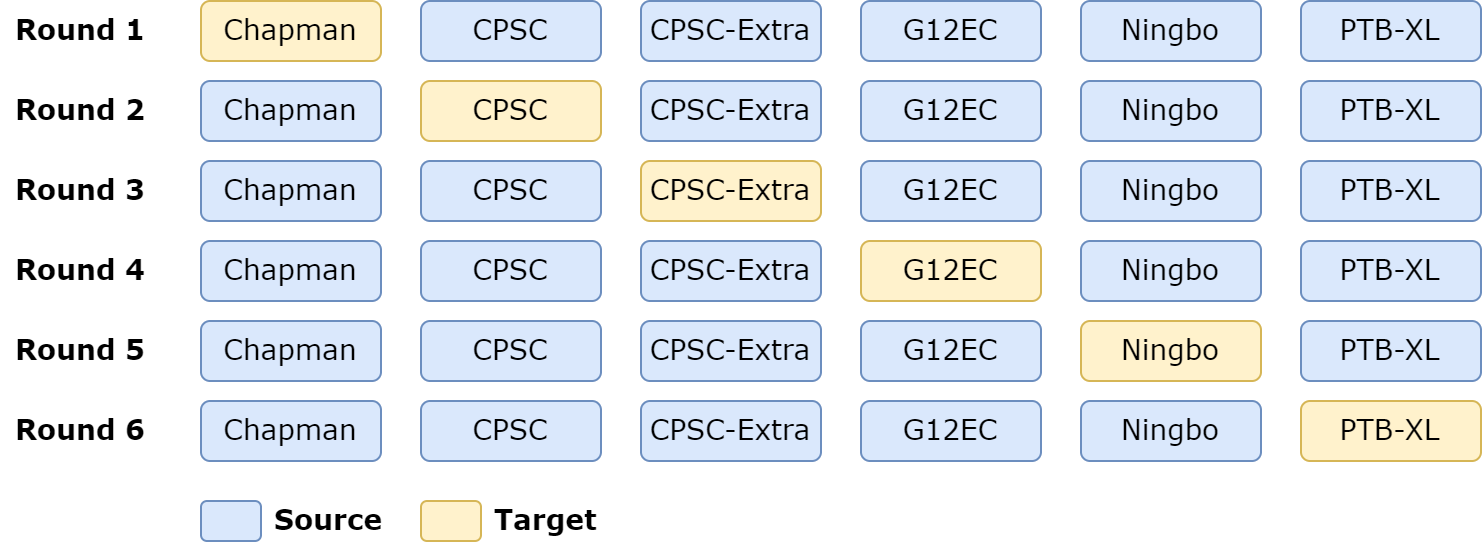 Round 1 Chapman CPSC CPSC-Extra G12EC Ningbo PTB-XL
Round 2 Chapman CPSC CPSC-Extra G12EC Ningbo PTB-XL
Round 3 Chapman CPSC CPSC-Extra G12EC Ningbo PTB-XL
Round 4 Chapman CPSC CPSC-Extra G12EC Ningbo PTB-XL
Round 5 Chapman CPSC CPSC-Extra G12EC Ningbo PTB-XL
Round 6 Chapman CPSC CPSC-Extra G12EC Ningbo PTB-XL
Source Target